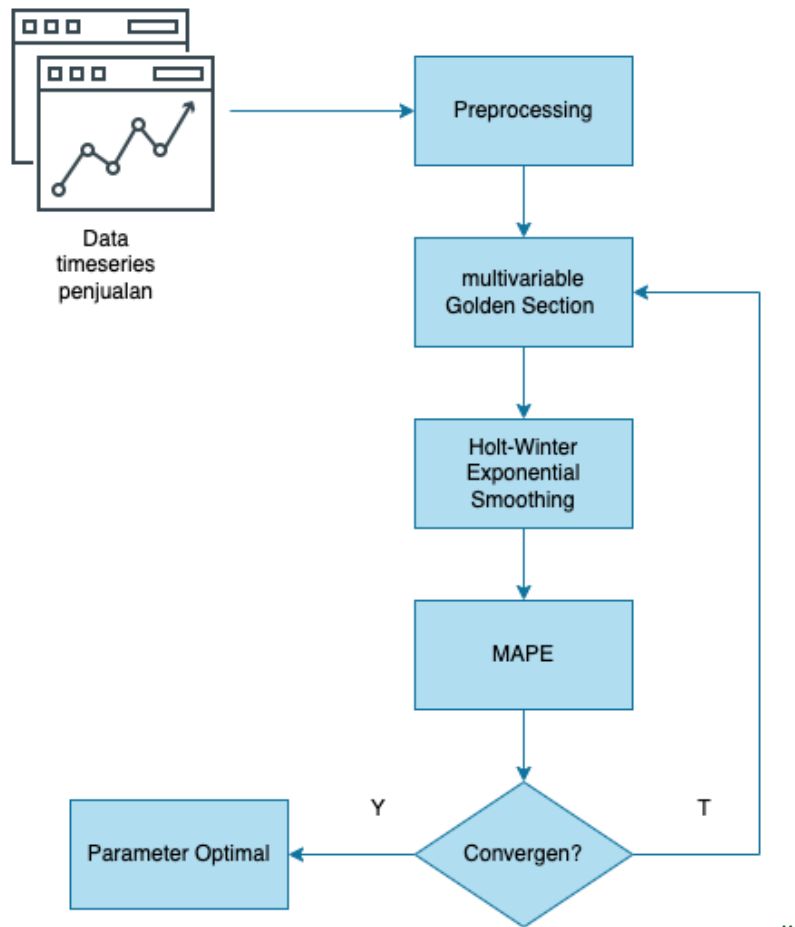 Data
timeseries
penjualan
Preprocessing
multivariable
Golden Section
Holt-Winter
Exponential
Smoothing
MAPE
Y
T
Convergen?
Parameter Optimal